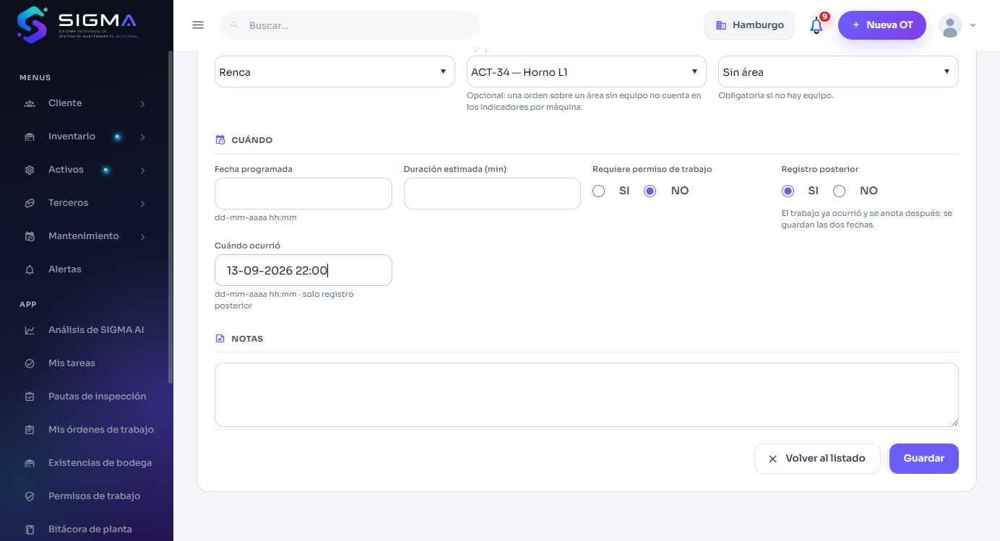 SIGMA
SISTEMA INTEGRADO DE
GESTION DE MANTENIMIENTO INDUSTRIAL
Buscar...
Hamburgo
9
+ Nueva OT
MENUS
Cliente
Inventario
Activos
Terceros
Mantenimiento
Alertas
APP
Análisis de SIGMA AI
Mis tareas
Pautas de inspección
Mis órdenes de trabajo
Existencias de bodega
Permisos de trabajo
Bitácora de planta
Renca
ACT-34 — Horno L1
Sin área
Opcional: una orden sobre un área sin equipo no cuenta en
los indicadores por máquina.
Obligatoria si no hay equipo.
CUÁNDO
Fecha programada
Duración estimada (min)
Requiere permiso de trabajo
Registro posterior
SI
NO
SI
NO
dd-mm-aaaa hh:mm
El trabajo ya ocurrió y se anota después: se
guardan las dos fechas.
Cuándo ocurrió
13-09-2026 22:00
dd-mm-aaaa hh:mm · solo registro
posterior
NOTAS
Volver al listado
Guardar